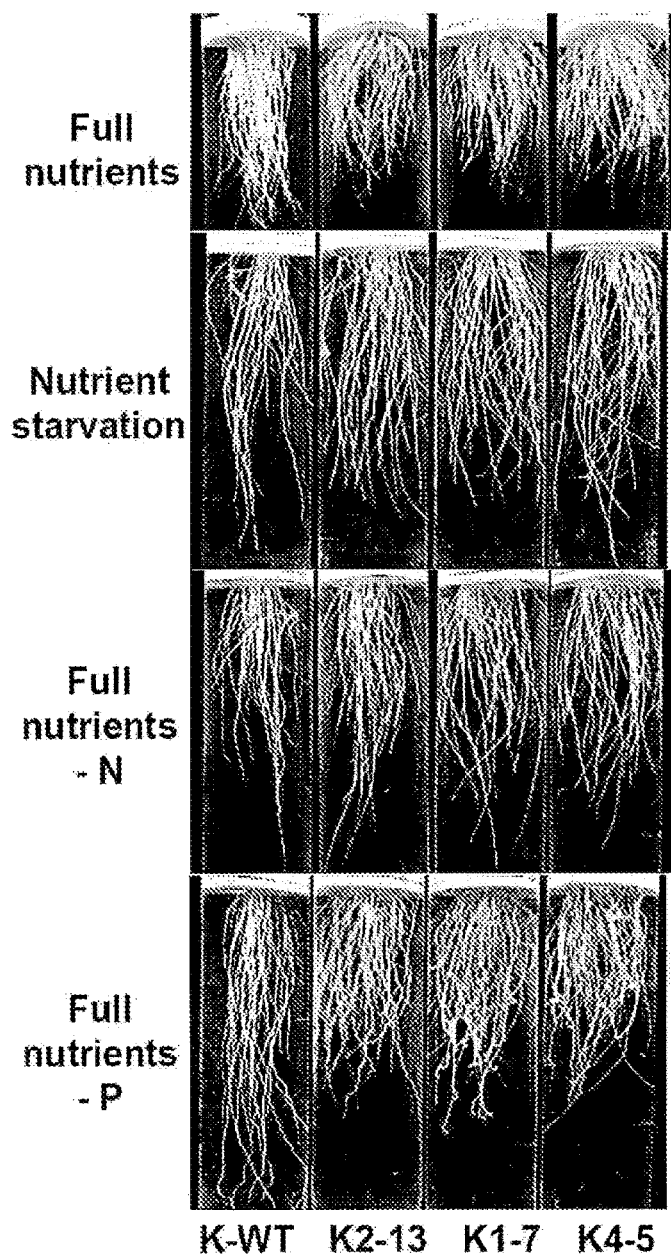 Full
nutrients
Nutrient
starvation
Full
nutrients
- N
Full
nutrients
- P
K-WT K2-13 K1-7 K4-5